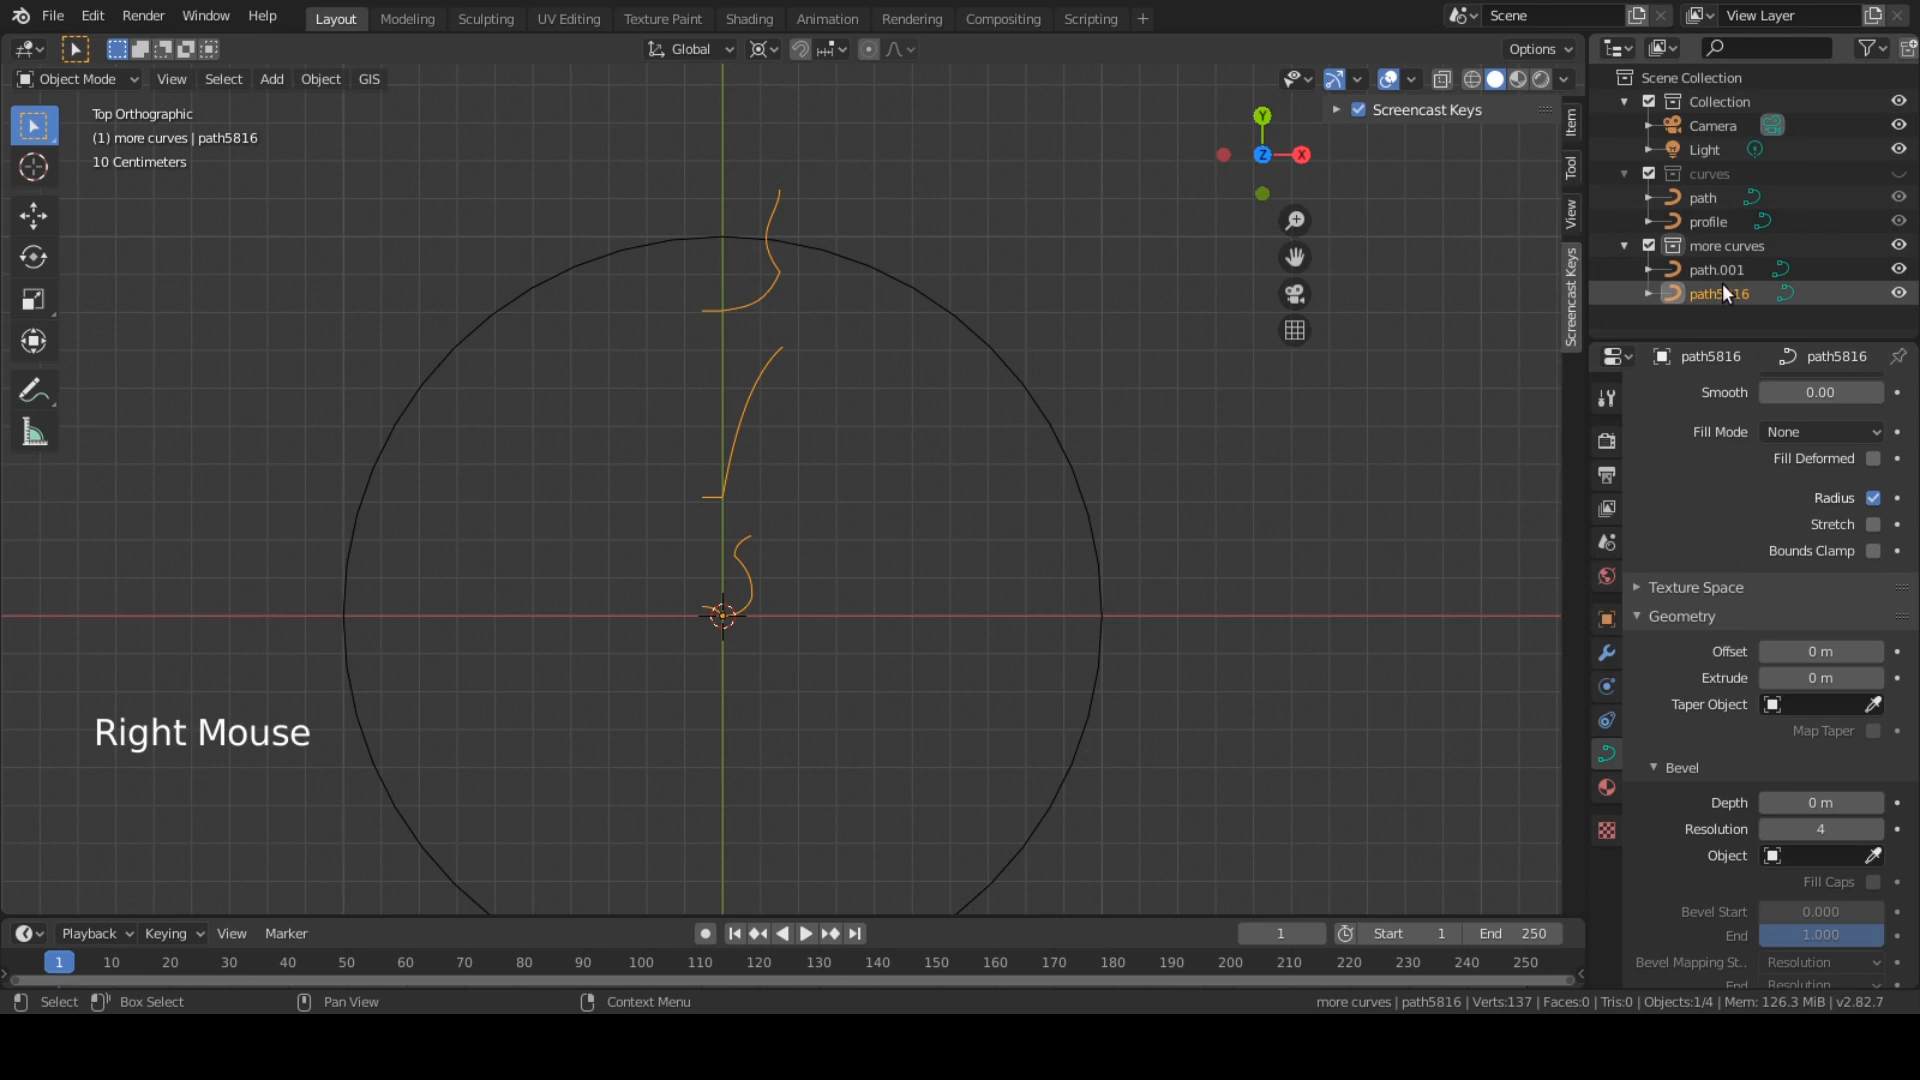 File Edit Render Window Help Layout Modeling Sculpting UV Editing Texture Paint Shading Animation Rendering Compositing Scripting + Scene View Layer
Global Options
Object Mode View Select Add Object GIS
Top Orthographic
(1) more curves | path5816
10 Centimeters
Screencast Keys
Y
Z X
Item
Tool
View
Screencast Keys
Right Mouse
Scene Collection
Collection
Camera
Light
curves
path
profile
more curves
path.001
path5816 path5816
Smooth 0.00
Fill Mode None
Fill Deformed
Radius
Stretch
Bounds Clamp
Texture Space
Geometry
Offset 0 m
Extrude 0 m
Taper Object
Map Taper
Bevel
Depth 0 m
Resolution 4
Object
Fill Caps
Bevel Start 0.000
End 1.000
Bevel Mapping St.. Resolution
End Resolution
Playback Keying View Marker 1 Start 1 End 250
1 10 20 30 40 50 60 70 80 90 100 110 120 130 140 150 160 170 180 190 200 210 220 230 240 250
Select Box Select Pan View Context Menu more curves | path5816 | Verts:137 | Faces:0 | Tris:0 | Objects:1/4 | Mem: 126.3 MiB | v2.82.7